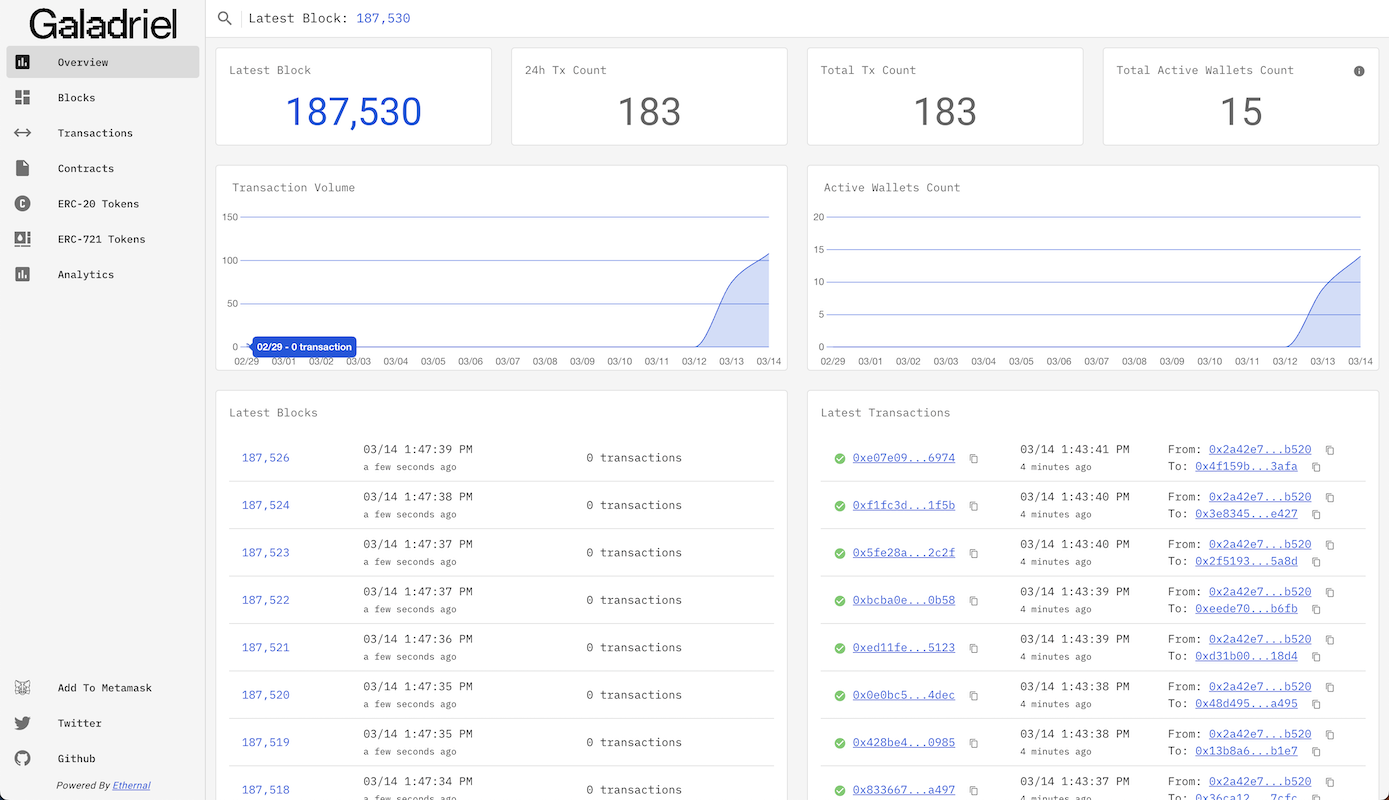 Galadriel
Overview
Blocks
Transactions
Contracts
ERC-20 Tokens
ERC-721 Tokens
Analytics
Add To Metamask
Twitter
Github
Powered By Ethernal
Latest Block: 187,530
Latest Block
187,530
24h Tx Count
183
Total Tx Count
183
Total Active Wallets Count
15
Transaction Volume
150
100
50
0
02/29 - 0 transaction
02/29 03/01 03/02 03/03 03/04 03/05 03/06 03/07 03/08 03/09 03/10 03/11 03/12 03/13 03/14
Active Wallets Count
20
15
10
5
0
02/29 03/01 03/02 03/03 03/04 03/05 03/06 03/07 03/08 03/09 03/10 03/11 03/12 03/13 03/14
Latest Blocks
187,526 03/14 1:47:39 PM 0 transactions
a few seconds ago
187,524 03/14 1:47:38 PM 0 transactions
a few seconds ago
187,523 03/14 1:47:37 PM 0 transactions
a few seconds ago
187,522 03/14 1:47:37 PM 0 transactions
a few seconds ago
187,521 03/14 1:47:36 PM 0 transactions
a few seconds ago
187,520 03/14 1:47:35 PM 0 transactions
a few seconds ago
187,519 03/14 1:47:35 PM 0 transactions
a few seconds ago
187,518 03/14 1:47:34 PM 0 transactions
a few seconds ago
Latest Transactions
0xe07e09...6974 03/14 1:43:41 PM From: 0x2a42e7...b520
4 minutes ago To: 0x4f159b...3afa
0xf1fc3d...1f5b 03/14 1:43:40 PM From: 0x2a42e7...b520
4 minutes ago To: 0x3e8345...e427
0x5fe28a...2c2f 03/14 1:43:40 PM From: 0x2a42e7...b520
4 minutes ago To: 0x2f5193...5a8d
0xbcba0e...0b58 03/14 1:43:39 PM From: 0x2a42e7...b520
4 minutes ago To: 0xeede70...b6fb
0xed11fe...5123 03/14 1:43:39 PM From: 0x2a42e7...b520
4 minutes ago To: 0xd31b00...18d4
0x0e0bc5...4dec 03/14 1:43:38 PM From: 0x2a42e7...b520
4 minutes ago To: 0x48d495...a495
0x428be4...0985 03/14 1:43:38 PM From: 0x2a42e7...b520
4 minutes ago To: 0x13b8a6...b1e7
0x833667...a497 03/14 1:43:37 PM From: 0x2a42e7...b520
4 minutes ago To: 0x36ca12...7cfc